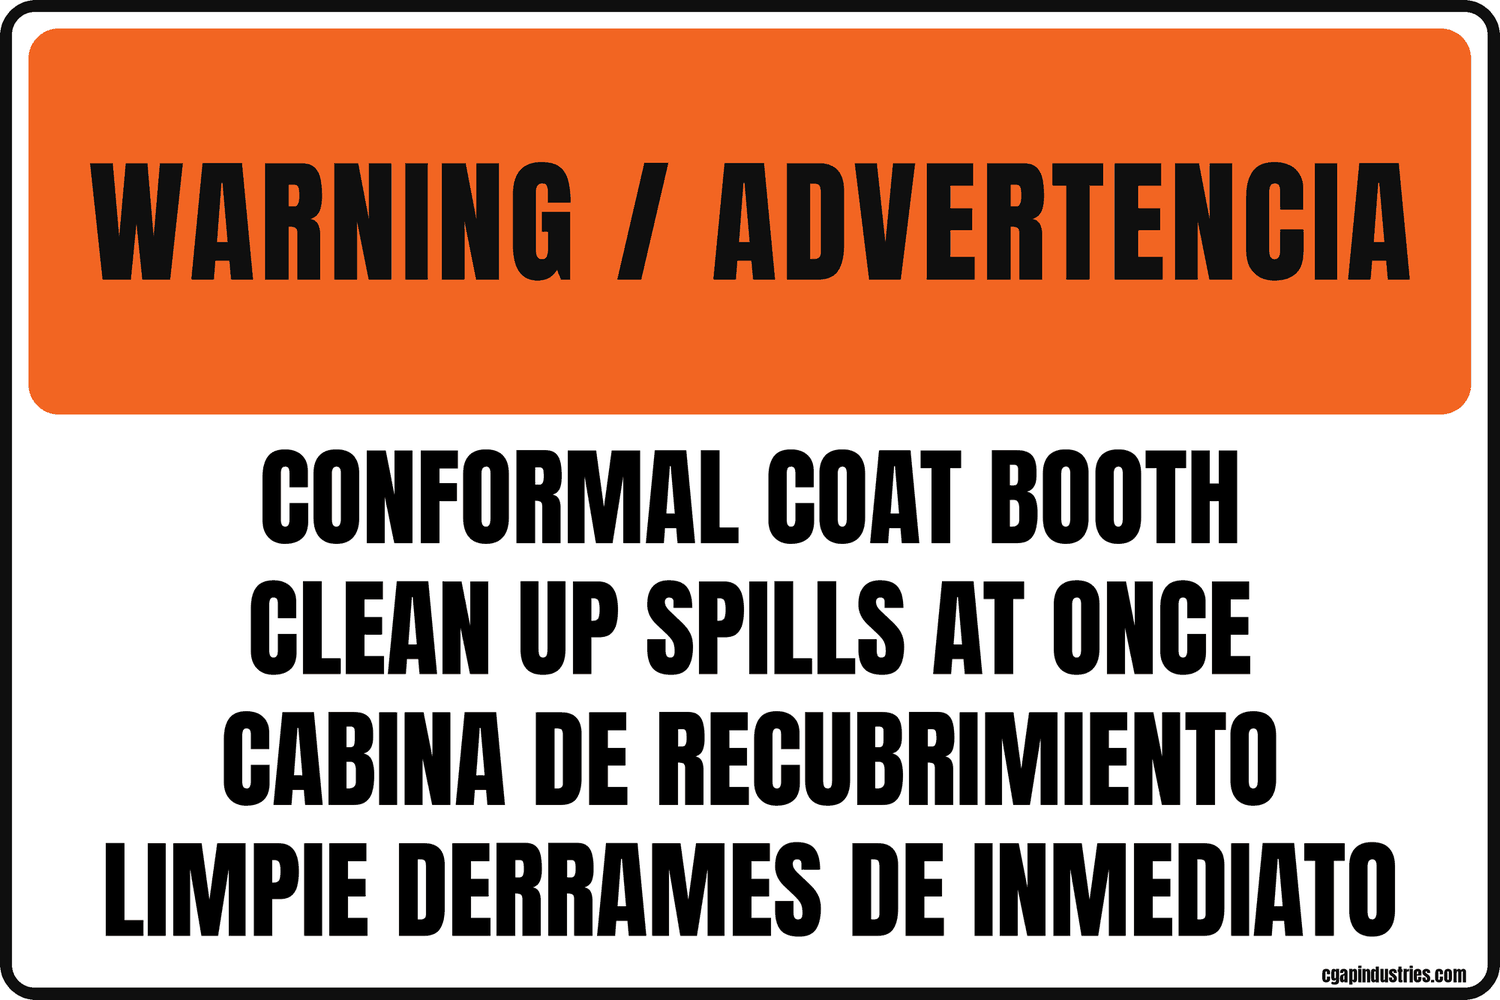 WARNING / ADVERTENCIA
CONFORMAL COAT BOOTH
CLEAN UP SPILLS AT ONCE
CABINA DE RECUBRIMIENTO
LIMPIE DERRAMES DE INMEDIATO
cgapindustries.com